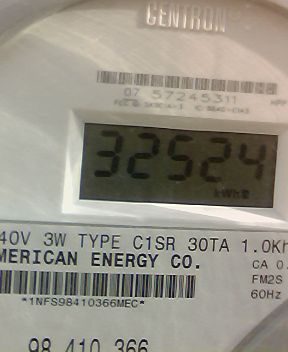 CENTRON
07 57245311
32524
kWh
40V 3W TYPE C1SR 30TA 1.0Kh
MERICAN ENERGY CO.
CA 0.
FM2S
60Hz
*1NFS98410366MEC*
98 410 366